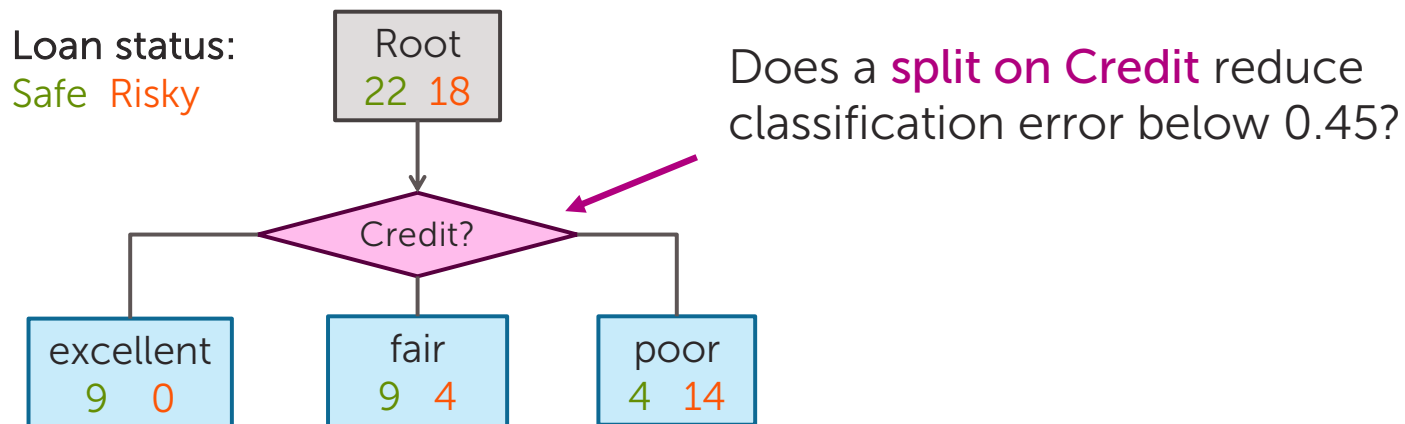 Loan status:
Safe Risky
Root
22 18
Does a split on Credit reduce
classification error below 0.45?
Credit?
excellent
9 0
fair
9 4
poor
4 14